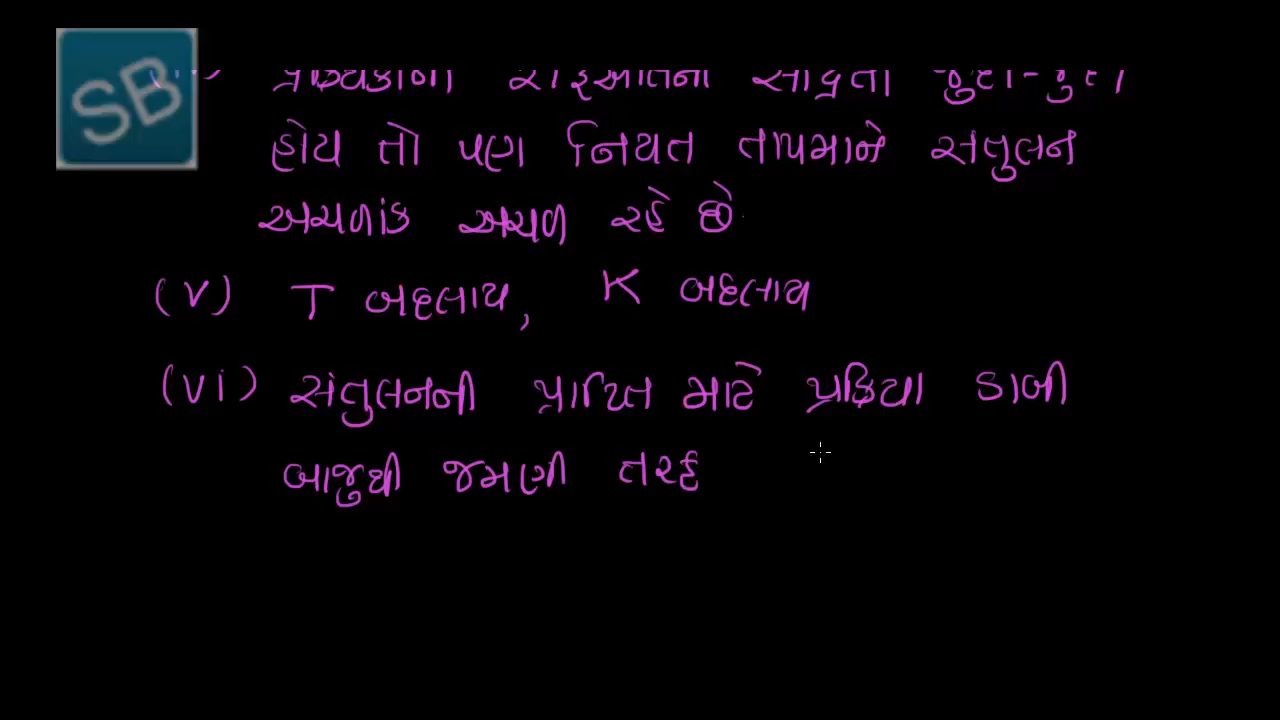 SB
પ્રક્રિયકોની શરૂઆતની સાંદ્રતા જુદી-જુદી
હોય તો પણ નિયત તાપમાને સંતુલન
અચળાંક અચળ રહે છે.
(V) T બદલાય, K બદલાય
(Vi) સંતુલનની પ્રાપ્તિ માટે પ્રક્રિયા ડાબી
બાજુથી જમણી તરફ